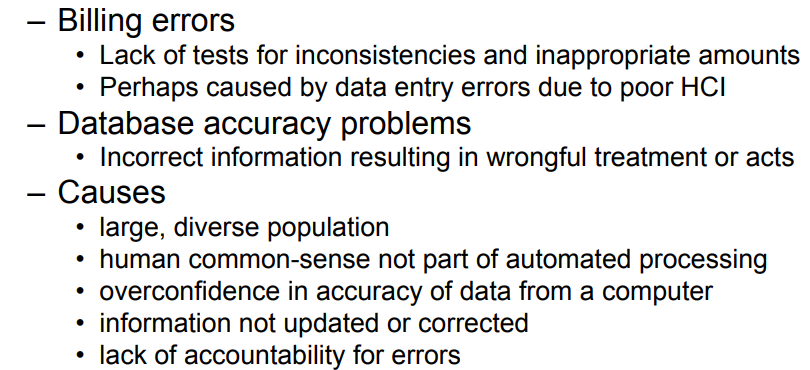 – Billing errors
• Lack of tests for inconsistencies and inappropriate amounts
• Perhaps caused by data entry errors due to poor HCI
– Database accuracy problems
• Incorrect information resulting in wrongful treatment or acts
– Causes
• large, diverse population
• human common-sense not part of automated processing
• overconfidence in accuracy of data from a computer
• information not updated or corrected
• lack of accountability for errors